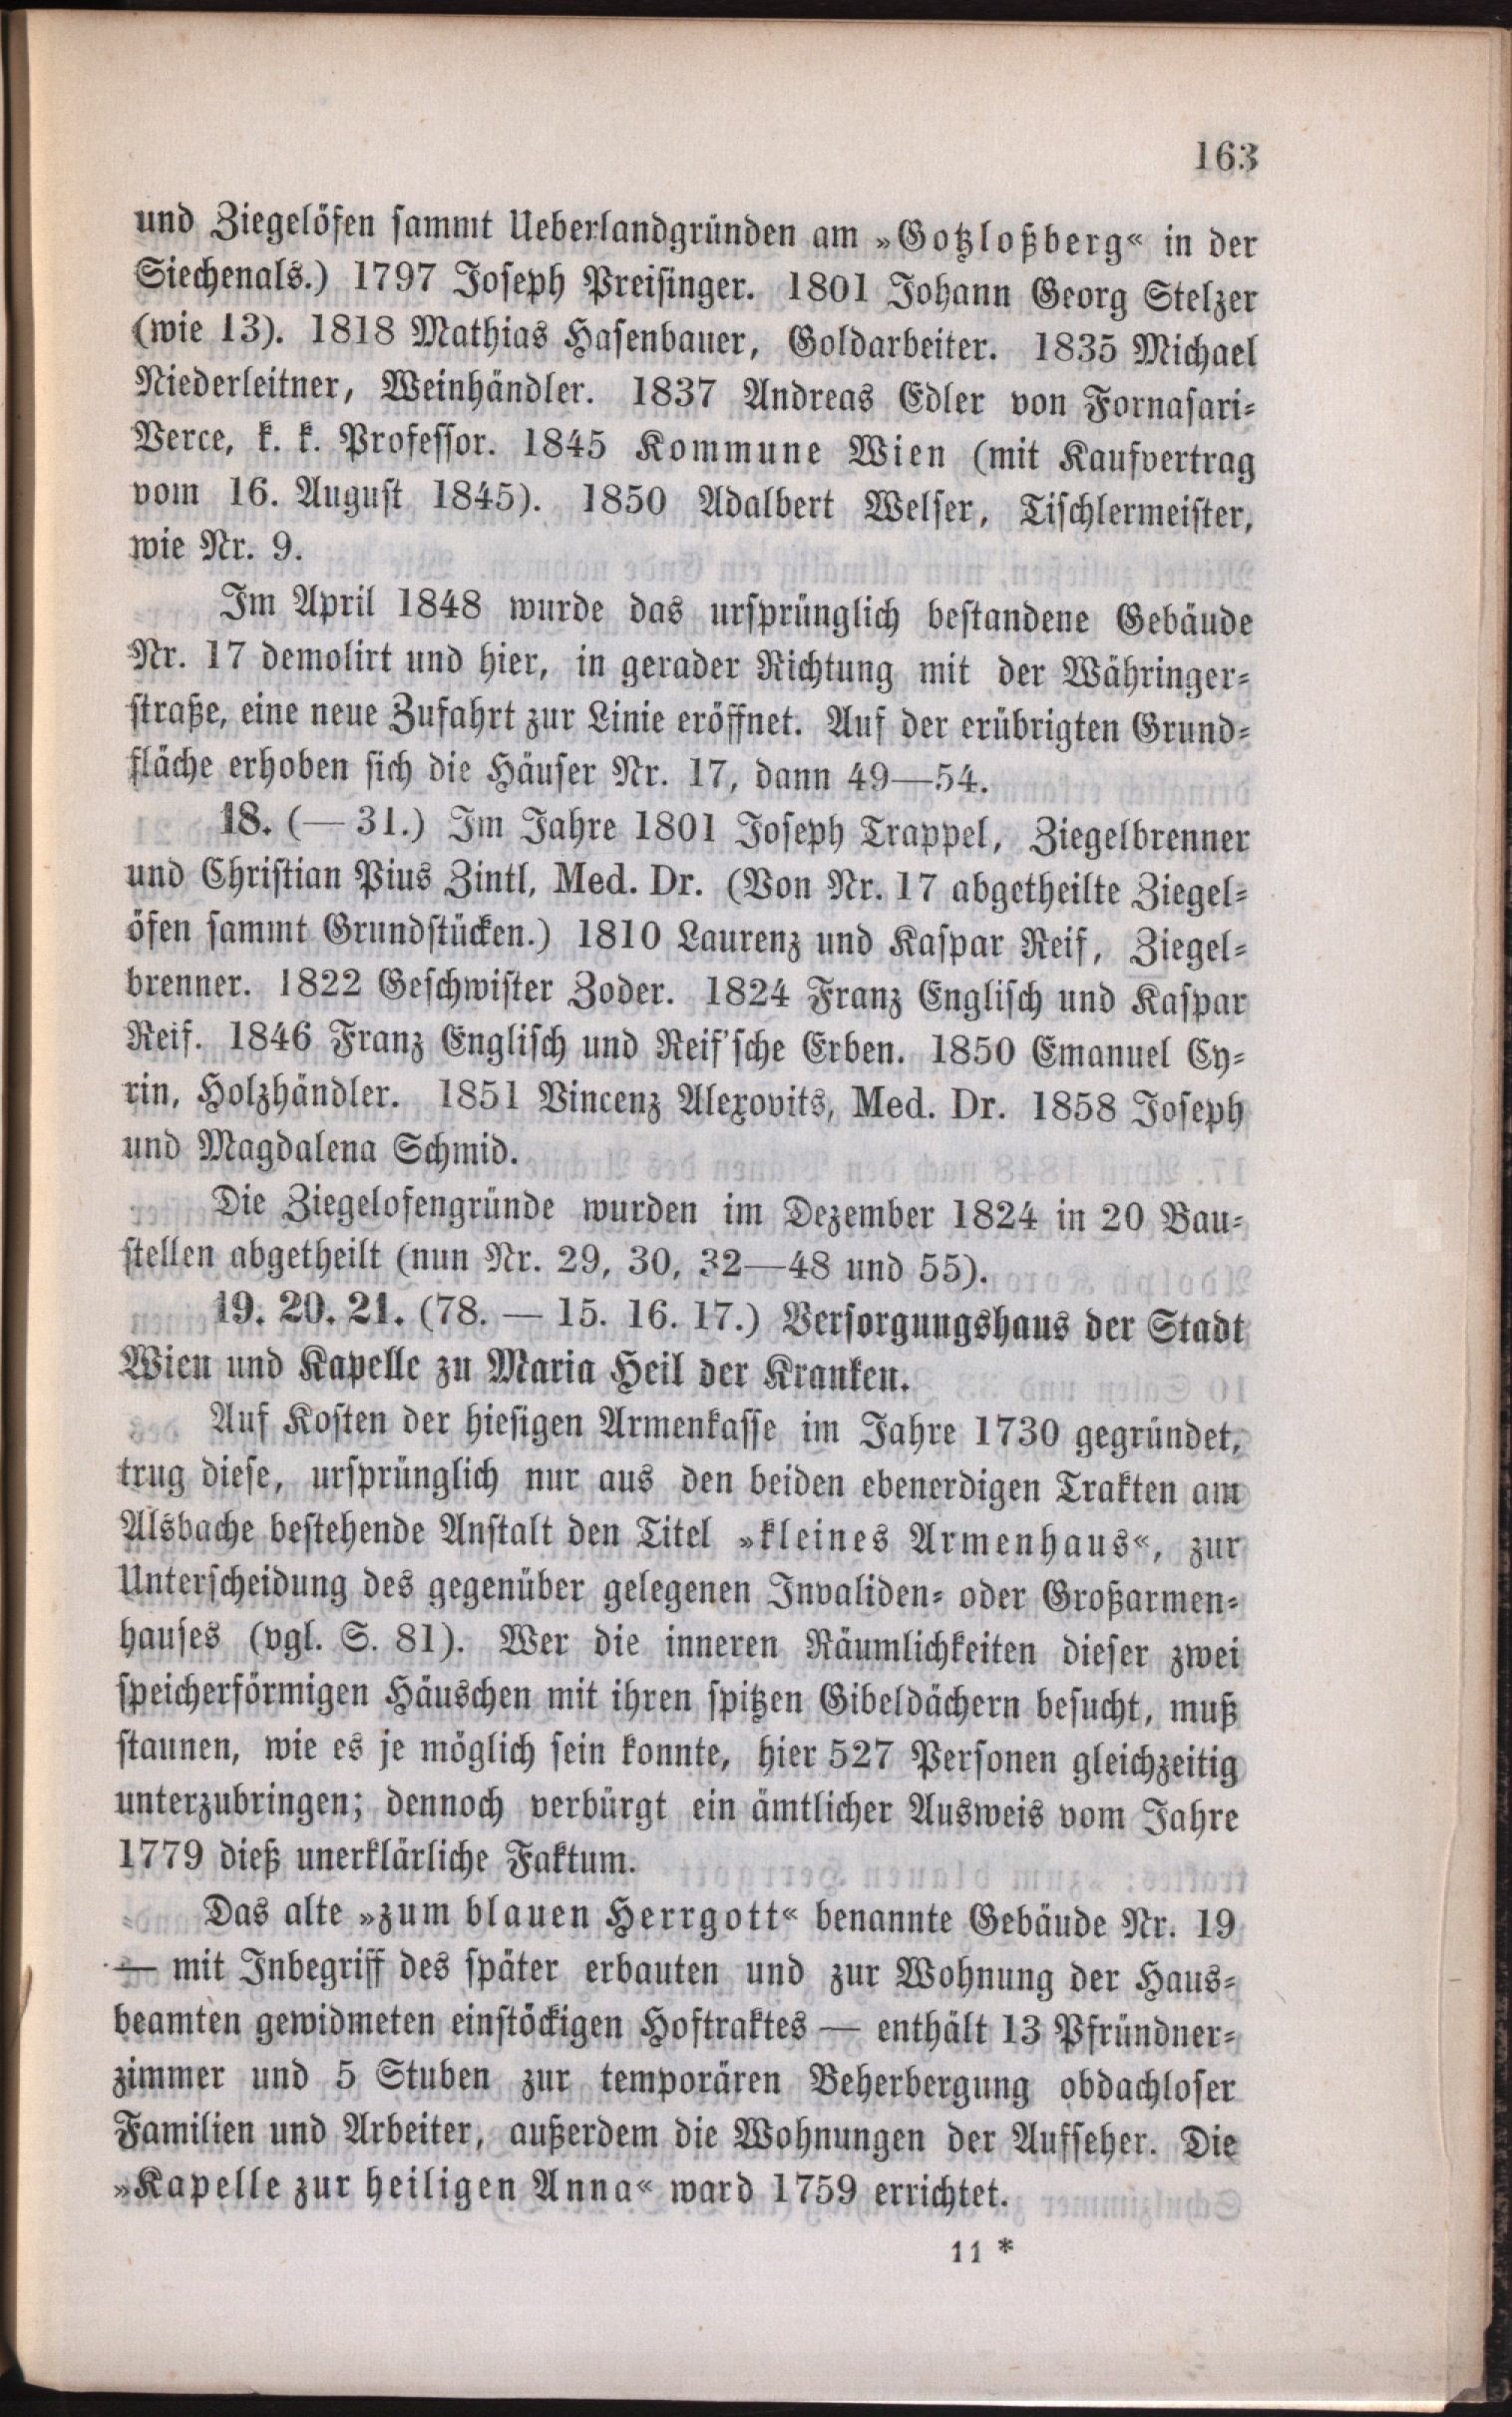 163
und Ziegelöfen sammt Ueberlandgründen am »Gotzloßberg« in der
Siechenals.) 1797 Joseph Preisinger. 1801 Johann Georg Stelzer
(wie 13). 1818 Mathias Hasenbauer, Goldarbeiter. 1835 Michael
Niederleitner, Weinhändler. 1837 Andreas Edler von Fornasari-
Verce, k. k. Professor. 1845 Kommune Wien (mit Kaufvertrag
vom 16. August 1845). 1850 Adalbert Welser, Tischlermeister,
wie Nr. 9.
Im April 1848 wurde das ursprünglich bestandene Gebäude
Nr. 17 demolirt und hier, in gerader Richtung mit der Währinger-
straße, eine neue Zufahrt zur Linie eröffnet. Auf der erübrigten Grund-
fläche erhoben sich die Häuser Nr. 17, dann 49—54.
18. (— 31.) Im Jahre 1801 Joseph Trappel, Ziegelbrenner
und Christian Pius Zintl, Med. Dr. (Von Nr. 17 abgetheilte Ziegel-
öfen sammt Grundstücken.) 1810 Laurenz und Kaspar Reif, Ziegel-
brenner. 1822 Geschwister Zoder. 1824 Franz Englisch und Kaspar
Reif. 1846 Franz Englisch und Reif'sche Erben. 1850 Emanuel Cy-
rin, Holzhändler. 1851 Vincenz Alexovits, Med. Dr. 1858 Joseph
und Magdalena Schmid.
Die Ziegelofengründe wurden im Dezember 1824 in 20 Bau-
stellen abgetheilt (nun Nr. 29, 30, 32—48 und 55).
19. 20. 21. (78. — 15. 16. 17.) Versorgungshaus der Stadt
Wien und Kapelle zu Maria Heil der Kranken.
Auf Kosten der hiesigen Armenkasse im Jahre 1730 gegründet,
trug diese, ursprünglich nur aus den beiden ebenerdigen Trakten am
Alsbache bestehende Anstalt den Titel »kleines Armenhaus«, zur
Unterscheidung des gegenüber gelegenen Invaliden- oder Großarmen-
hauses (vgl. S. 81). Wer die inneren Räumlichkeiten dieser zwei
speicherförmigen Häuschen mit ihren spitzen Gibeldächern besucht, muß
staunen, wie es je möglich sein konnte, hier 527 Personen gleichzeitig
unterzubringen; dennoch verbürgt ein ämtlicher Ausweis vom Jahre
1779 dieß unerklärliche Faktum.
Das alte »zum blauen Herrgott« benannte Gebäude Nr. 19
— mit Inbegriff des später erbauten und zur Wohnung der Haus-
beamten gewidmeten einstöckigen Hoftraktes — enthält 13 Pfründner-
zimmer und 5 Stuben zur temporären Beherbergung obdachloser
Familien und Arbeiter, außerdem die Wohnungen der Aufseher. Die
»Kapelle zur heiligen Anna« ward 1759 errichtet.
11 *